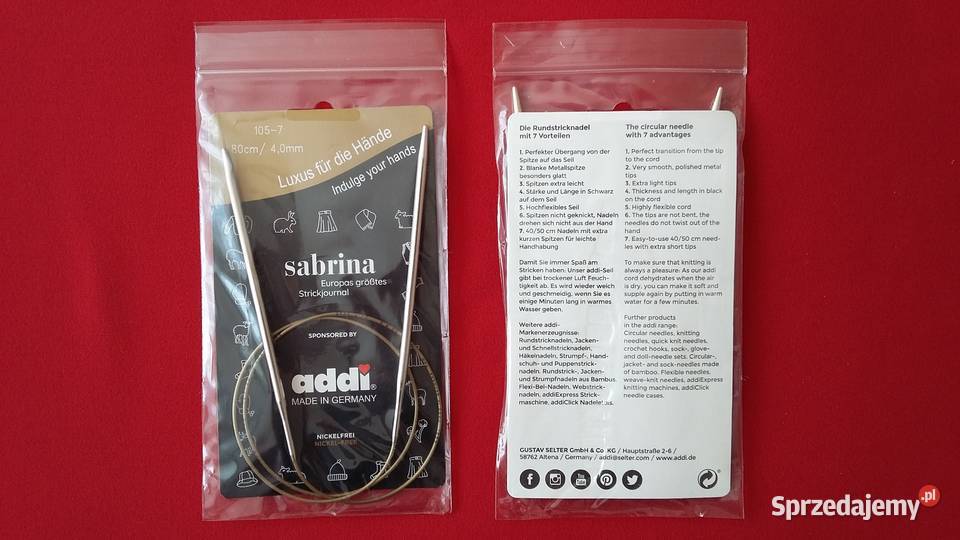 105-7
80cm/ 4,0mm
Luxus für die Hände
Indulge your hands
sabrina
Europas größtes
Strickjournal
SPONSORED BY
addi®
MADE IN GERMANY
NICKELFREI
NICKEL-FREE
Die Rundstricknadel
mit 7 Vorteilen
1. Perfekter Übergang von der
Spitze auf das Seil
2. Blanke Metallspitze
besonders glatt
3. Spitzen extra leicht
4. Stärke und Länge in Schwarz
auf dem Seil
5. Hochflexibles Seil
6. Spitzen nicht geknickt, Nadeln
drehen sich nicht aus der Hand
7. 40/50 cm Nadeln mit extra
kurzen Spitzen für leichte
Handhabung
Damit Sie immer Spaß am
Stricken haben: Unser addi-Seil
gibt bei trockener Luft Feuch-
tigkeit ab. Es wird wieder weich
und geschmeidig, wenn Sie es
einige Minuten lang in warmes
Wasser geben.
Weitere addi-
Markenerzeugnisse:
Rundstricknadeln, Jacken-
und Schnellstricknadeln,
Häkelnadeln, Strumpf-, Hand-
schuh- und Puppenstrick-
nadeln, Rundstrick-, Jacken-
und Strumpfnadeln aus Bambus.
Flexi-Bel-Nadeln, Webstrick-
nadeln, addiExpress Strick-
maschine, addiClick Nadeletuis.
The circular needle
with 7 advantages
1. Perfect transition from the tip
to the cord
2. Very smooth, polished metal
tips
3. Extra light tips
4. Thickness and length in black
on the cord
5. Highly flexible cord
6. The tips are not bent, the
needles do not twist out of the
hand
7. Easy-to-use 40/50 cm need-
les with extra short tips
To make sure that knitting is
always a pleasure: As our addi
cord dehydrates when the air
is dry, you can make it soft and
supple again by putting in warm
water for a few minutes.
Further products
in the addi range:
Circular needles, knitting
needles, quick knit needles,
crochet hooks, sock-, glove-
and doll-needle sets. Circular-,
jacket- and sock-needles made
of bamboo. Flexible needles,
weave-knit needles, addiExpress
knitting machines, addiClick
needle cases.
GUSTAV SELTER GmbH & Co KG / Hauptstraße 2-6 /
58762 Altena / Germany / addi@selter.com / www.addi.de
You
Tube
Sprzedajemy.pl